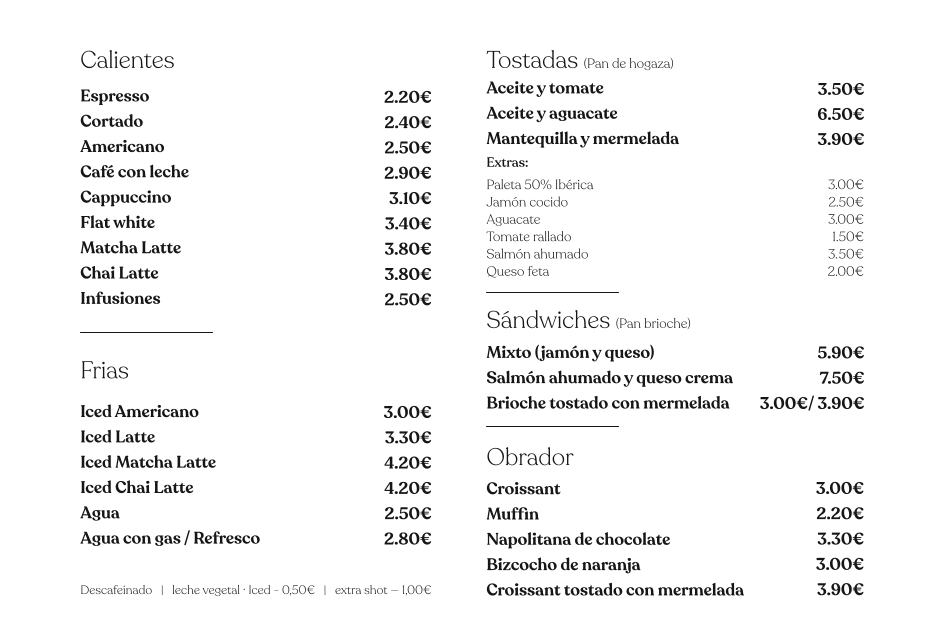 Calientes
Espresso 2.20€
Cortado 2.40€
Americano 2.50€
Café con leche 2.90€
Cappuccino 3.10€
Flat white 3.40€
Matcha Latte 3.80€
Chai Latte 3.80€
Infusiones 2.50€
Frias
Iced Americano 3.00€
Iced Latte 3.30€
Iced Matcha Latte 4.20€
Iced Chai Latte 4.20€
Agua 2.50€
Agua con gas / Refresco 2.80€
Descafeinado | leche vegetal · Iced - 0,50€ | extra shot – 1,00€
Tostadas (Pan de hogaza)
Aceite y tomate 3.50€
Aceite y aguacate 6.50€
Mantequilla y mermelada 3.90€
Extras:
Paleta 50% Ibérica 3.00€
Jamón cocido 2.50€
Aguacate 3.00€
Tomate rallado 1.50€
Salmón ahumado 3.50€
Queso feta 2.00€
Sándwiches (Pan brioche)
Mixto (jamón y queso) 5.90€
Salmón ahumado y queso crema 7.50€
Brioche tostado con mermelada 3.00€/ 3.90€
Obrador
Croissant 3.00€
Muffin 2.20€
Napolitana de chocolate 3.30€
Bizcocho de naranja 3.00€
Croissant tostado con mermelada 3.90€